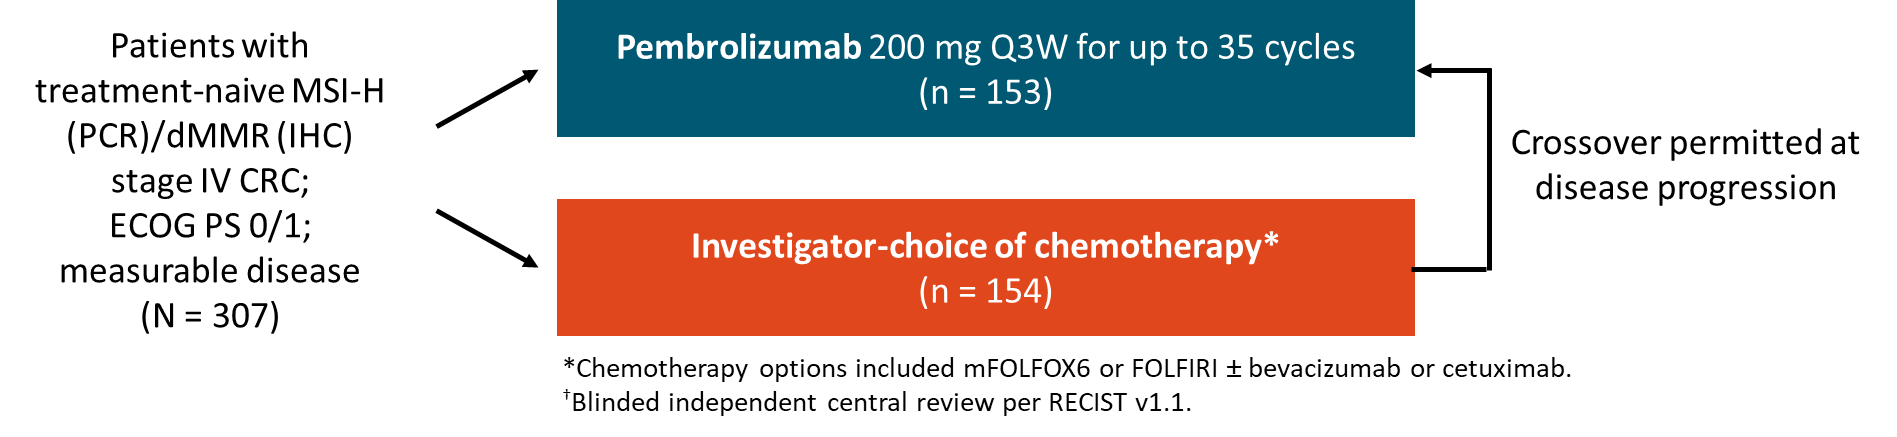 Patients with
treatment-naive MSI-H
(PCR)/dMMR (IHC)
stage IV CRC;
ECOG PS 0/1;
measurable disease
(N = 307)
Pembrolizumab 200 mg Q3W for up to 35 cycles
(n = 153)
Investigator-choice of chemotherapy*
(n = 154)
Crossover permitted at
disease progression
*Chemotherapy options included mFOLFOX6 or FOLFIRI ± bevacizumab or cetuximab.
†Blinded independent central review per RECIST v1.1.